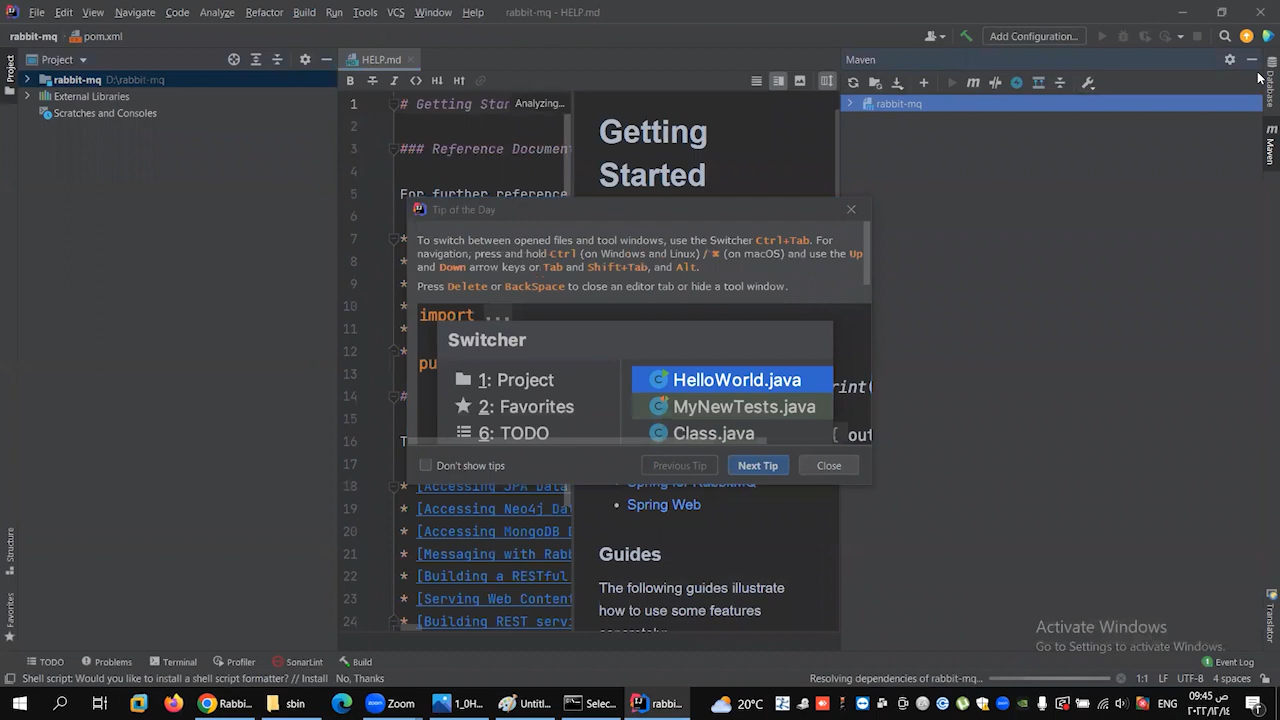 File Edit View Navigate Code Analyze Refactor Build Run Tools VCS Window Help rabbit-mq - HELP.md
rabbit-mq pom.xml
Add Configuration...
Project
rabbit-mq D:\rabbit-mq
External Libraries
Scratches and Consoles
HELP.md
Maven
rabbit-mq
Project
Structure
Favorites
Database
Maven
Translator
1 # Getting Star
Analyzing...
2
3 ### Reference Document
4
5 For further reference
6
7 *
8 *
9 *
10 *
11 *
12 *
13
14 #
15
16 T
17
18 * [Accessing JPA Data
19 * [Accessing Neo4j Da
20 * [Accessing MongoDB D
21 * [Messaging with Rabb
22 * [Building a RESTful
23 * [Serving Web Content
24 * [Building REST servi
Getting
Started
Spring for RabbitMQ
• Spring Web
Guides
The following guides illustrate
how to use some features
concretely:
Tip of the Day
To switch between opened files and tool windows, use the Switcher Ctrl+Tab. For
navigation, press and hold Ctrl (on Windows and Linux) / ⌘ (on macOS) and use the Up
and Down arrow keys or Tab and Shift+Tab, and Alt.
Press Delete or BackSpace to close an editor tab or hide a tool window.
import ...
pu
Switcher
1: Project
2: Favorites
6: TODO
HelloWorld.java
MyNewTests.java
Class.java
rint(
{ out
Don't show tips
Previous Tip
Next Tip
Close
Activate Windows
Go to Settings to activate Windows.
TODO Problems Terminal Profiler SonarLint Build
1 Event Log
Shell script: Would you like to install a shell script formatter? // Install No, Thanks
Resolving dependencies of rabbit-mq...
1:1 LF UTF-8 4 spaces
Rabbi... sbin Zoom 1_0H... Untitl... Selec... rabbi...
20°C
09:45 ص